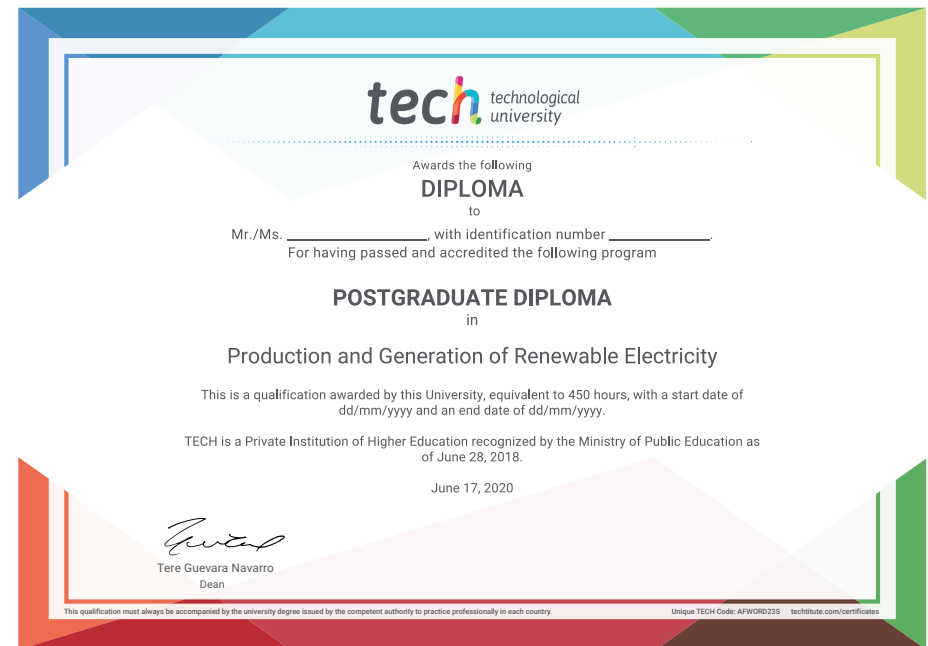 tech technological
university
Awards the following
DIPLOMA
to
Mr./Ms. ____________, with identification number ____________.
For having passed and accredited the following program
POSTGRADUATE DIPLOMA
in
Production and Generation of Renewable Electricity
This is a qualification awarded by this University, equivalent to 450 hours, with a start date of
dd/mm/yyyy and an end date of dd/mm/yyyy.
TECH is a Private Institution of Higher Education recognized by the Ministry of Public Education as
of June 28, 2018.
June 17, 2020
Tere Guevara Navarro
Dean
This qualification must always be accompanied by the university degree issued by the competent authority to practice professionally in each country. Unique TECH Code: AFWORD23S techtitute.com/certificates